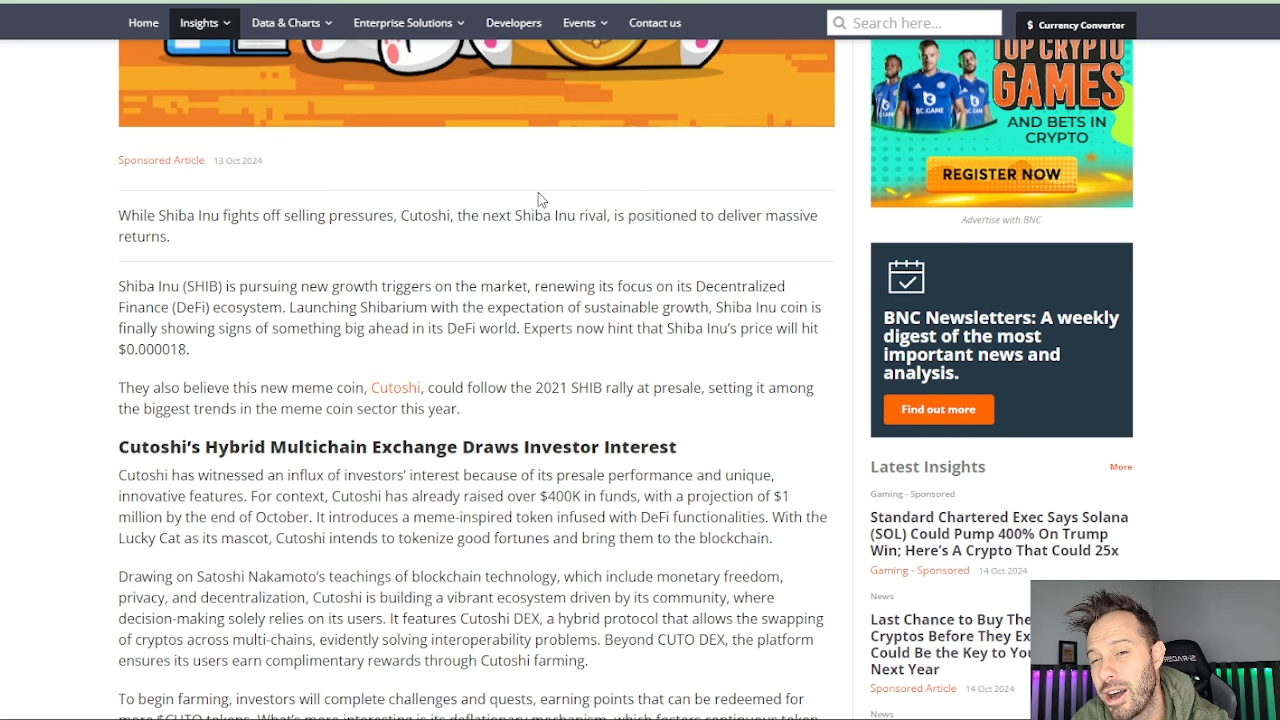 Home Insights Data & Charts Enterprise Solutions Developers Events Contact us Search here... $ Currency Converter
Sponsored Article 13 Oct 2024
While Shiba Inu fights off selling pressures, Cutoshi, the next Shiba Inu rival, is positioned to deliver massive
returns.
Shiba Inu (SHIB) is pursuing new growth triggers on the market, renewing its focus on its Decentralized
Finance (DeFi) ecosystem. Launching Shibarium with the expectation of sustainable growth, Shiba Inu coin is
finally showing signs of something big ahead in its DeFi world. Experts now hint that Shiba Inu's price will hit
$0.000018.
They also believe this new meme coin, Cutoshi, could follow the 2021 SHIB rally at presale, setting it among
the biggest trends in the meme coin sector this year.
Cutoshi's Hybrid Multichain Exchange Draws Investor Interest
Cutoshi has witnessed an influx of investors' interest because of its presale performance and unique,
innovative features. For context, Cutoshi has already raised over $400K in funds, with a projection of $1
million by the end of October. It introduces a meme-inspired token infused with DeFi functionalities. With the
Lucky Cat as its mascot, Cutoshi intends to tokenize good fortunes and bring them to the blockchain.
Drawing on Satoshi Nakamoto's teachings of blockchain technology, which include monetary freedom,
privacy, and decentralization, Cutoshi is building a vibrant ecosystem driven by its community, where
decision-making solely relies on its users. It features Cutoshi DEX, a hybrid protocol that allows the swapping
of cryptos across multi-chains, evidently solving interoperability problems. Beyond CUTO DEX, the platform
ensures its users earn complimentary rewards through Cutoshi farming.
To begin farming, investors will complete challenges and quests, earning points that can be redeemed for
more $CUTO tokens. What's more interesting is its deflationary mechanism, which fosters continuous token
TOP CRYPTO
GAMES
AND BETS IN
CRYPTO
BC.GAME
REGISTER NOW
Advertise with BNC
BNC Newsletters: A weekly
digest of the most
important news and
analysis.
Find out more
Latest Insights More
Gaming - Sponsored
Standard Chartered Exec Says Solana
(SOL) Could Pump 400% On Trump
Win; Here's A Crypto That Could 25x
Gaming - Sponsored 14 Oct 2024
News
Last Chance to Buy The
Cryptos Before They Ex
Could Be the Key to You
Next Year
Sponsored Article 14 Oct 2024
News
S-RACER